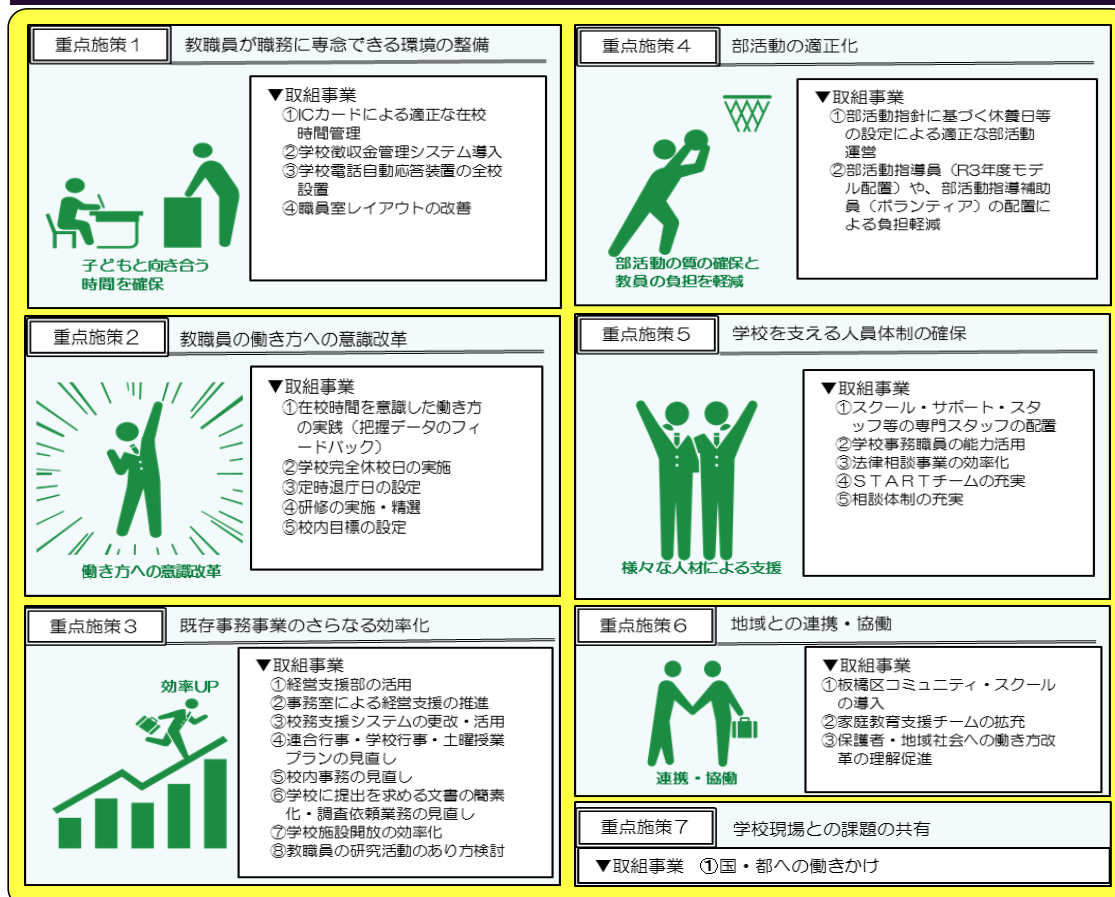 重点施策1
教職員が職務に専念できる環境の整備
▼取組事業
①ICカードによる適正な在校
時間管理
②学校徴収金管理システム導入
③学校電話自動応答装置の全校
設置
④職員室レイアウトの改善
子どもと向き合う
時間を確保
重点施策2
教職員の働き方への意識改革
▼取組事業
①在校時間を意識した働き方
の実践（把握データのフィ
ードバック）
②学校完全休校日の実施
③定時退庁日の設定
④研修の実施・精選
⑤校内目標の設定
働き方への意識改革
重点施策3
既存事務事業のさらなる効率化
効率UP
▼取組事業
①経営支援部の活用
②事務室による経営支援の推進
③校務支援システムの更改・活用
④連合行事・学校行事・土曜授業
プランの見直し
⑤校内事務の見直し
⑥学校に提出を求める文書の簡素
化・調査依頼業務の見直し
⑦学校施設開放の効率化
⑧教職員の研究活動のあり方検討
重点施策4
部活動の適正化
▼取組事業
①部活動指針に基づく休養日等
の設定による適正な部活動
運営
②部活動指導員（R3年度モデ
ル配置）や、部活動指導補助
員（ボランティア）の配置に
よる負担軽減
部活動の質の確保と
教員の負担を軽減
重点施策5
学校を支える人員体制の確保
▼取組事業
①スクール・サポート・スタ
ッフ等の専門スタッフの配置
②学校事務職員の能力活用
③法律相談事業の効率化
④STARTチームの充実
⑤相談体制の充実
様々な人材による支援
重点施策6
地域との連携・協働
▼取組事業
①板橋区コミュニティ・スクール
の導入
②家庭教育支援チームの拡充
③保護者・地域社会への働き方改
革の理解促進
連携・協働
重点施策7
学校現場との課題の共有
▼取組事業 ①国・都への働きかけ